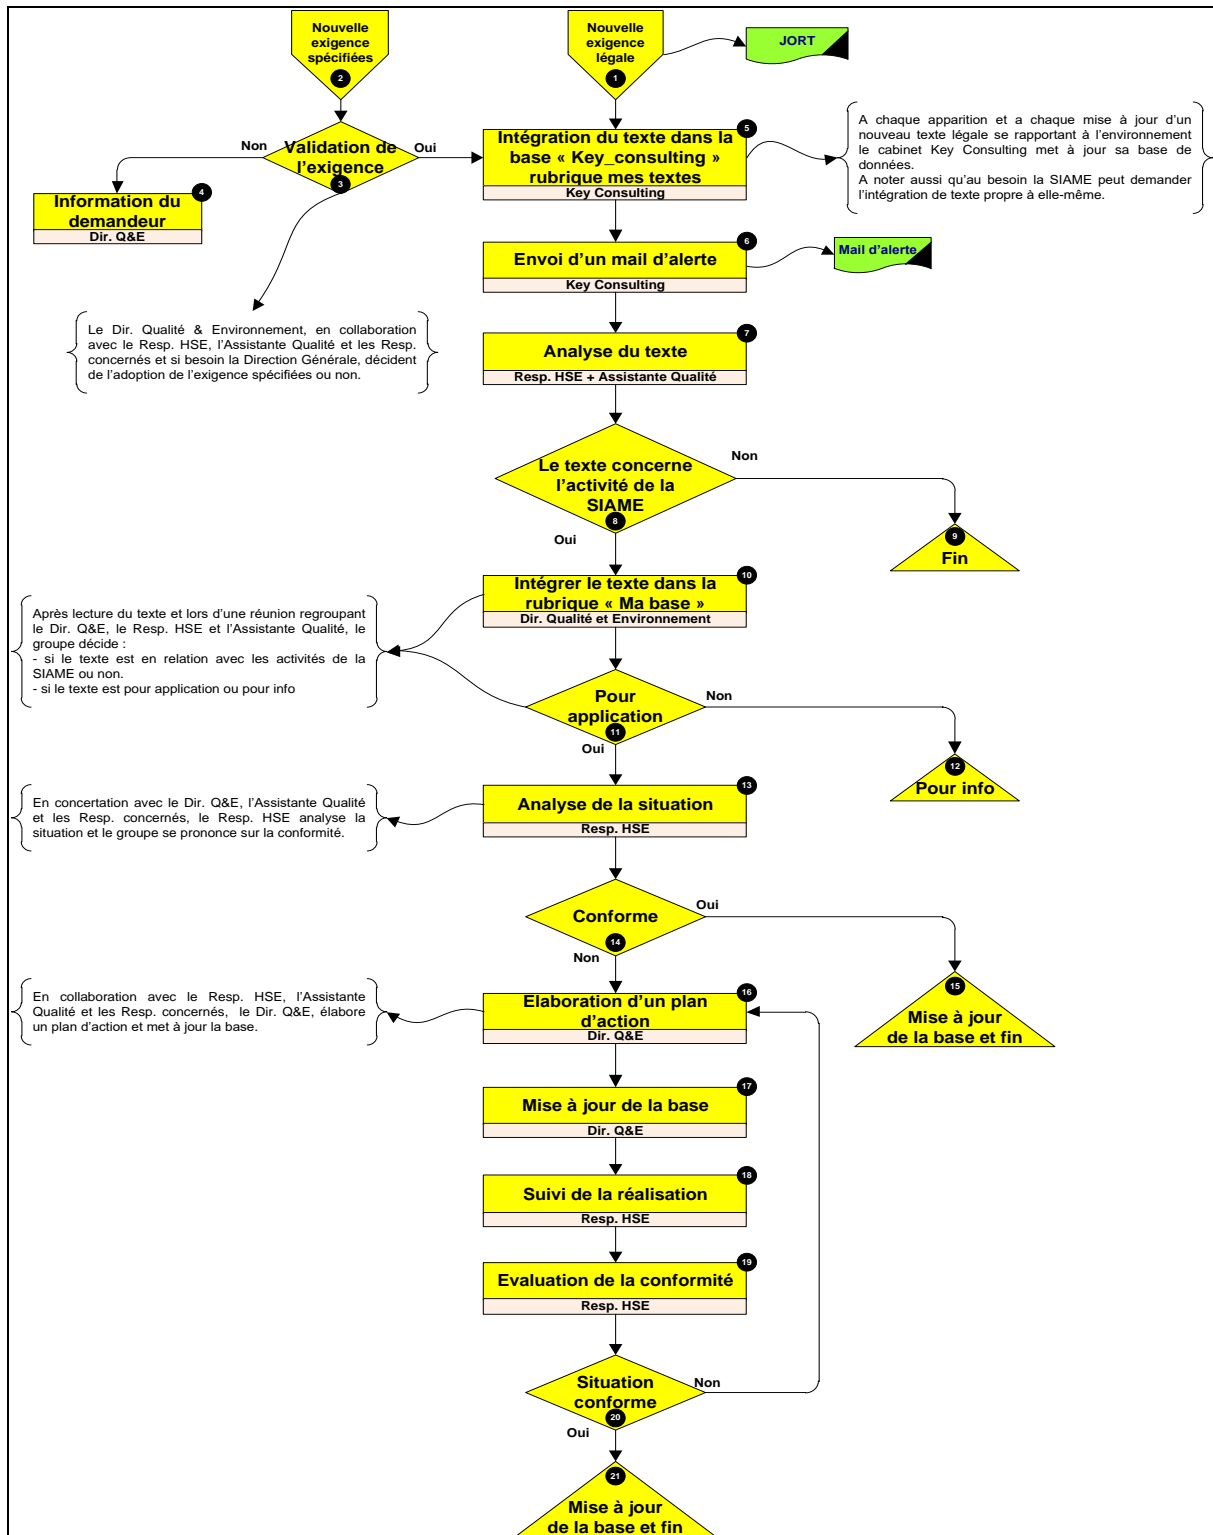 Nouvelle
exigence
spécifiées
2
Nouvelle
exigence
légale
1
JORT
Non
Validation de
l'exigence
3
Oui
Intégration du texte dans la
base « Key_consulting »
rubrique mes textes
5
Key Consulting
A chaque apparition et a chaque mise à jour d'un
nouveau texte légale se rapportant à l'environnement
le cabinet Key Consulting met à jour sa base de
données.
A noter aussi qu'au besoin la SIAME peut demander
l'intégration de texte propre à elle-même.
4
Information du
demandeur
Dir. Q&E
6
Envoi d'un mail d'alerte
Key Consulting
Mail d'alerte
Le Dir. Qualité & Environnement, en collaboration
avec le Resp. HSE, l'Assistante Qualité et les Resp.
concernés et si besoin la Direction Générale, décident
de l'adoption de l'exigence spécifiées ou non.
7
Analyse du texte
Resp. HSE + Assistante Qualité
Le texte concerne
l'activité de la
SIAME
8
Non
Oui
9
Fin
10
Intégrer le texte dans la
rubrique « Ma base »
Dir. Qualité et Environnement
Après lecture du texte et lors d'une réunion regroupant
le Dir. Q&E, le Resp. HSE et l'Assistante Qualité, le
groupe décide :
- si le texte est en relation avec les activités de la
SIAME ou non.
- si le texte est pour application ou pour info
Pour
application
11
Non
Oui
12
Pour info
13
Analyse de la situation
Resp. HSE
En concertation avec le Dir. Q&E, l'Assistante Qualité
et les Resp. concernés, le Resp. HSE analyse la
situation et le groupe se prononce sur la conformité.
Conforme
14
Oui
Non
15
Mise à jour
de la base et fin
16
Elaboration d'un plan
d'action
Dir. Q&E
En collaboration avec le Resp. HSE, l'Assistante
Qualité et les Resp. concernés, le Dir. Q&E, élabore
un plan d'action et met à jour la base.
17
Mise à jour de la base
Dir. Q&E
18
Suivi de la réalisation
Resp. HSE
19
Evaluation de la conformité
Resp. HSE
Situation
conforme
20
Non
Oui
21
Mise à jour
de la base et fin